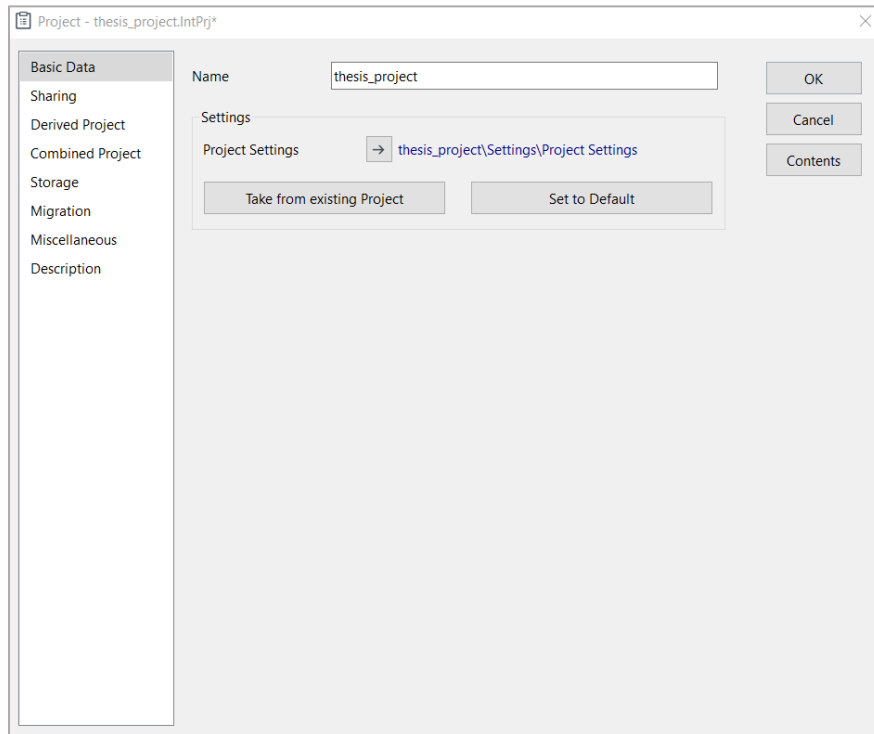 Project - thesis_project.IntPrj*
Basic Data
Sharing
Derived Project
Combined Project
Storage
Migration
Miscellaneous
Description
Name
thesis_project
Settings
Project Settings
thesis_project\Settings\Project Settings
Take from existing Project
Set to Default
OK
Cancel
Contents